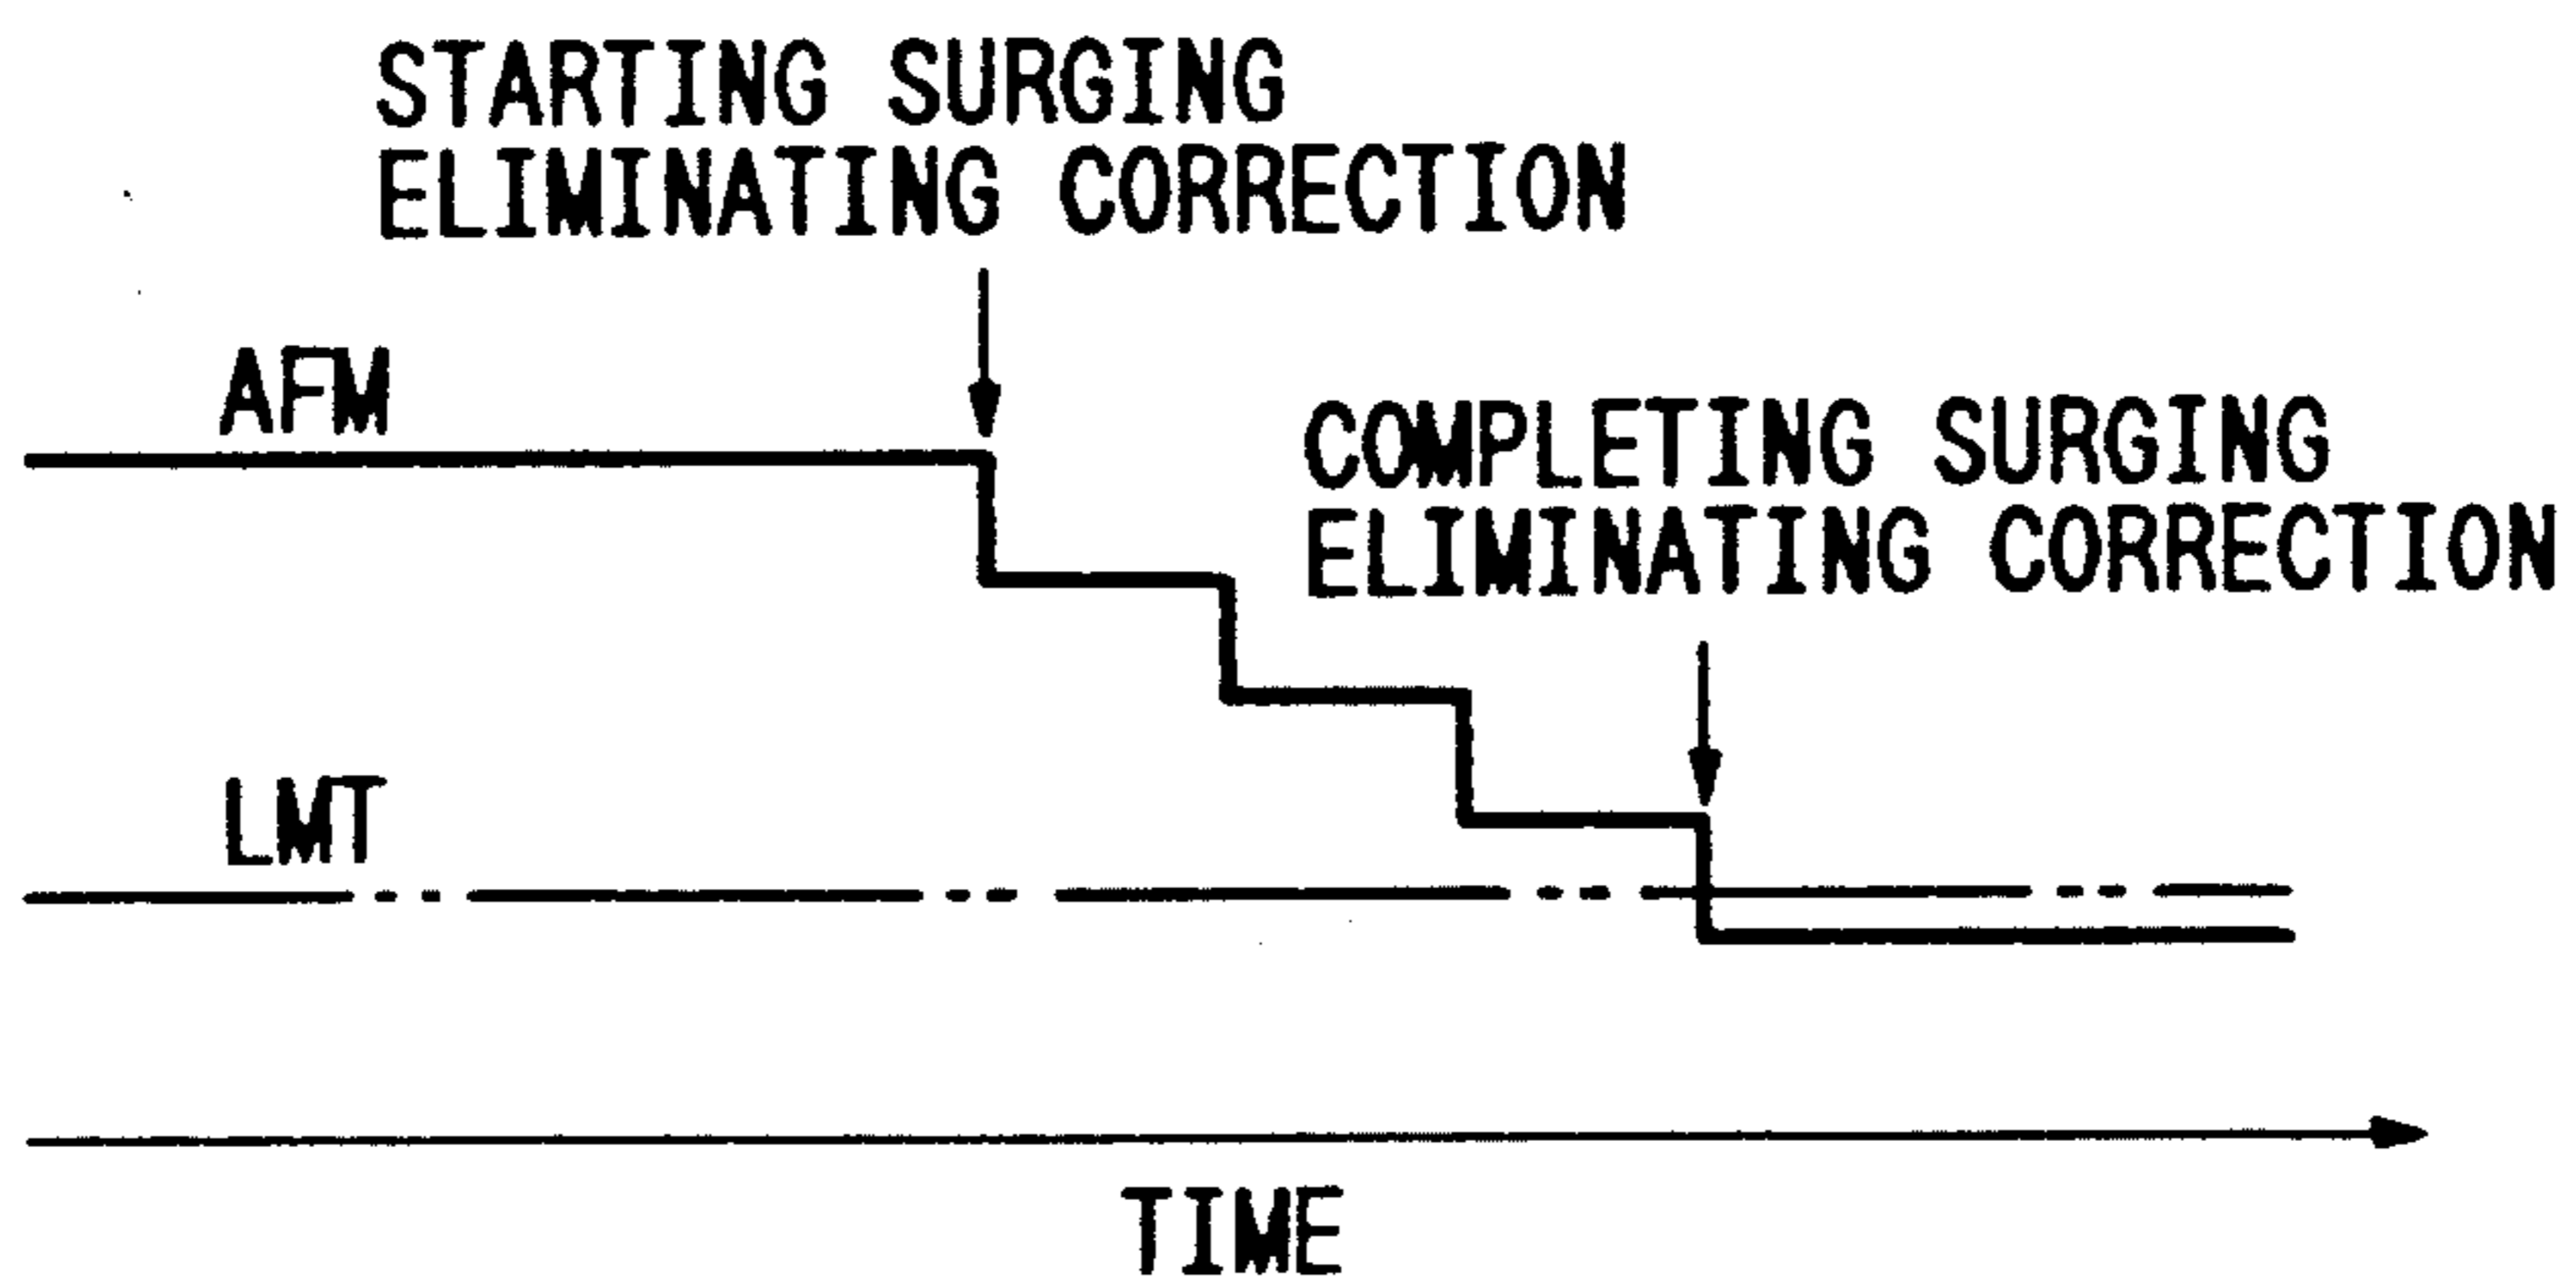 STARTING SURGING
ELIMINATING CORRECTION
AFM
COMPLETING SURGING
ELIMINATING CORRECTION
LMT
TIME